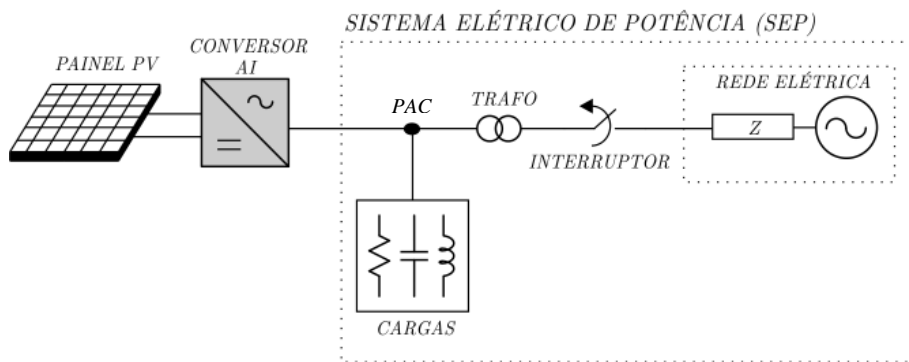 SISTEMA ELÉTRICO DE POTÊNCIA (SEP)
CONVERSOR
AI
PAINEL PV
REDE ELÉTRICA
PAC
TRAFO
Z
INTERRUPTOR
CARGAS